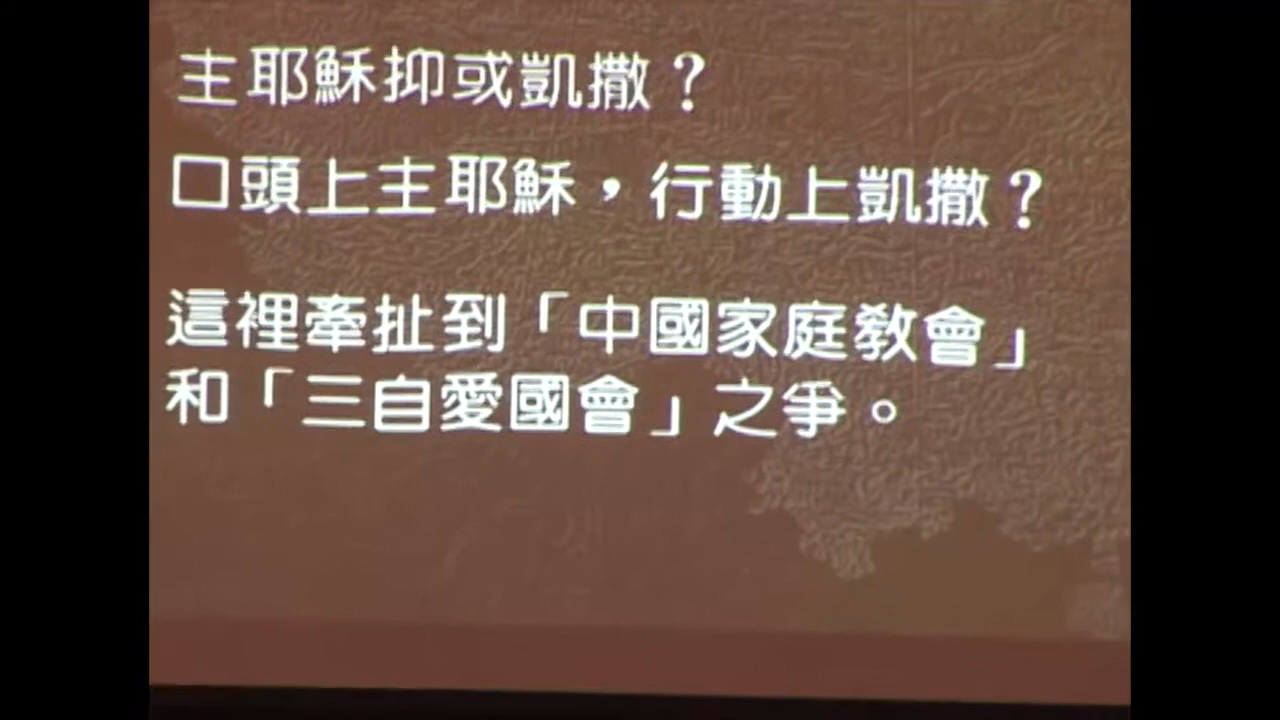 主耶穌抑或凱撒？
口頭上主耶穌，行動上凱撒？
這裡牽扯到「中國家庭教會」
和「三自愛國會」之爭。